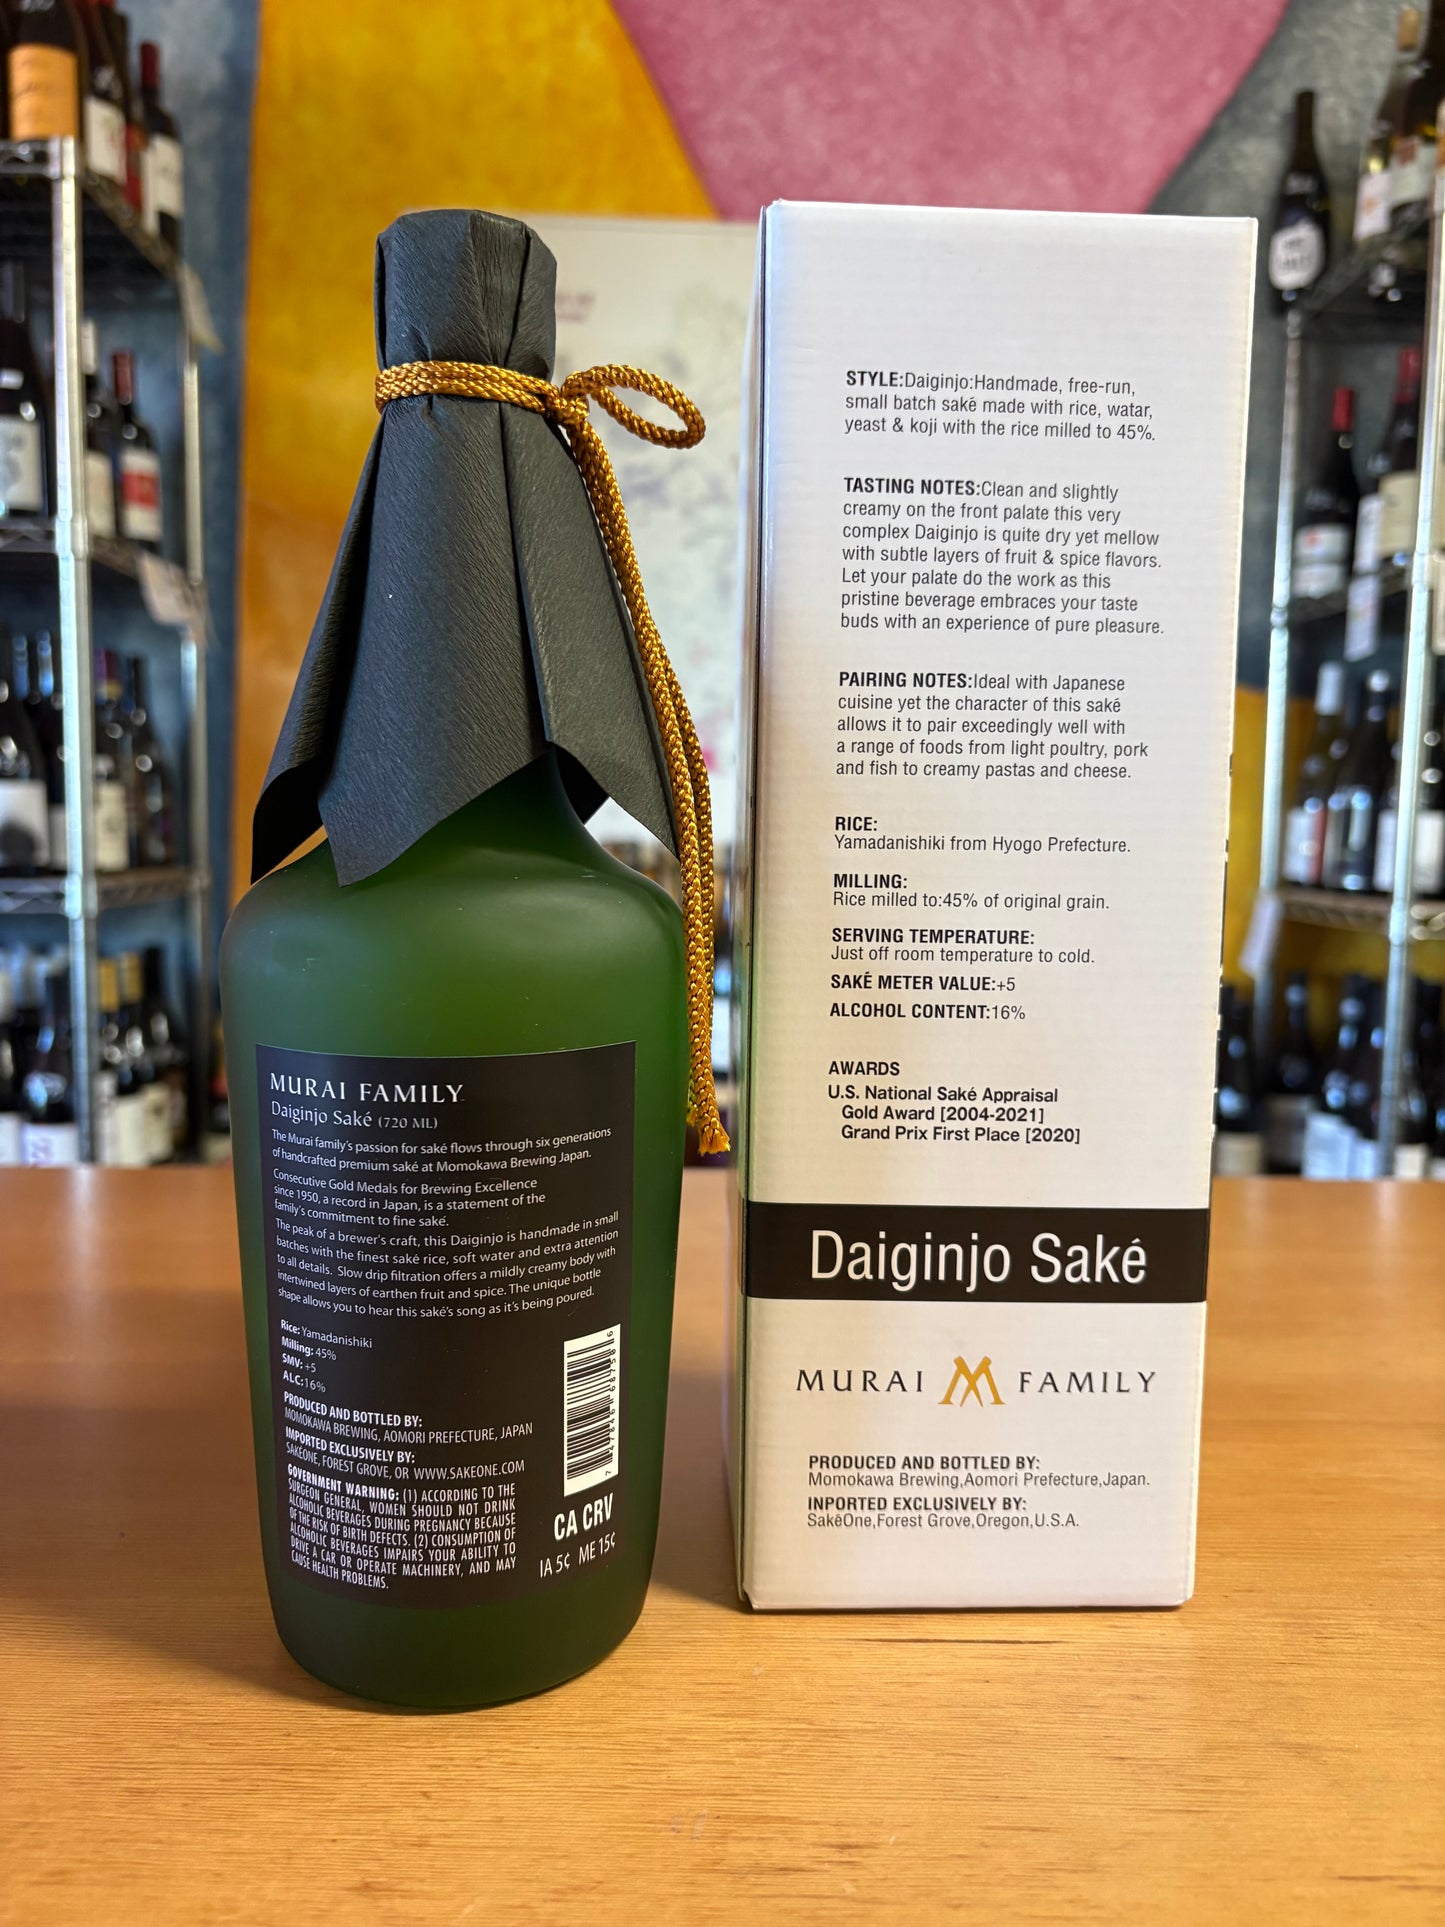 MURAI FAMILY
Daiginjo Saké (720 ML)
The Murai family's passion for saké flows through six generations
of handcrafted premium saké at Momokawa Brewing Japan.
Consecutive Gold Medals for Brewing Excellence
since 1950, a record in Japan, is a statement of the
family's commitment to fine saké.
The peak of a brewer's craft, this Daiginjo is handmade in small
batches with the finest saké rice, soft water and extra attention
to all details. Slow drip filtration offers a mildly creamy body with
intertwined layers of earthen fruit and spice. The unique bottle
shape allows you to hear this saké's song as it's being poured.
Rice: Yamadanishiki
Milling: 45%
SMV: +5
ALC:16%
PRODUCED AND BOTTLED BY:
MOMOKAWA BREWING, AOMORI PREFECTURE, JAPAN
IMPORTED EXCLUSIVELY BY:
SAKÉONE, FOREST GROVE, OR WWW.SAKEONE.COM
GOVERNMENT WARNING: (1) ACCORDING TO THE
SURGEON GENERAL, WOMEN SHOULD NOT DRINK
ALCOHOLIC BEVERAGES DURING PREGNANCY BECAUSE
OF THE RISK OF BIRTH DEFECTS. (2) CONSUMPTION OF
ALCOHOLIC BEVERAGES IMPAIRS YOUR ABILITY TO
DRIVE A CAR OR OPERATE MACHINERY, AND MAY
CAUSE HEALTH PROBLEMS.
CA CRV
IA 5¢ ME 15¢
STYLE:Daiginjo:Handmade, free-run,
small batch saké made with rice, watar,
yeast & koji with the rice milled to 45%.
TASTING NOTES:Clean and slightly
creamy on the front palate this very
complex Daiginjo is quite dry yet mellow
with subtle layers of fruit & spice flavors.
Let your palate do the work as this
pristine beverage embraces your taste
buds with an experience of pure pleasure.
PAIRING NOTES:Ideal with Japanese
cuisine yet the character of this saké
allows it to pair exceedingly well with
a range of foods from light poultry, pork
and fish to creamy pastas and cheese.
RICE:
Yamadanishiki from Hyogo Prefecture.
MILLING:
Rice milled to:45% of original grain.
SERVING TEMPERATURE:
Just off room temperature to cold.
SAKÉ METER VALUE:+5
ALCOHOL CONTENT:16%
AWARDS
U.S. National Saké Appraisal
Gold Award [2004-2021]
Grand Prix First Place [2020]
Daiginjo Saké
MURAI FAMILY
PRODUCED AND BOTTLED BY:
Momokawa Brewing,Aomori Prefecture,Japan.
IMPORTED EXCLUSIVELY BY:
SakéOne,Forest Grove,Oregon,U.S.A.